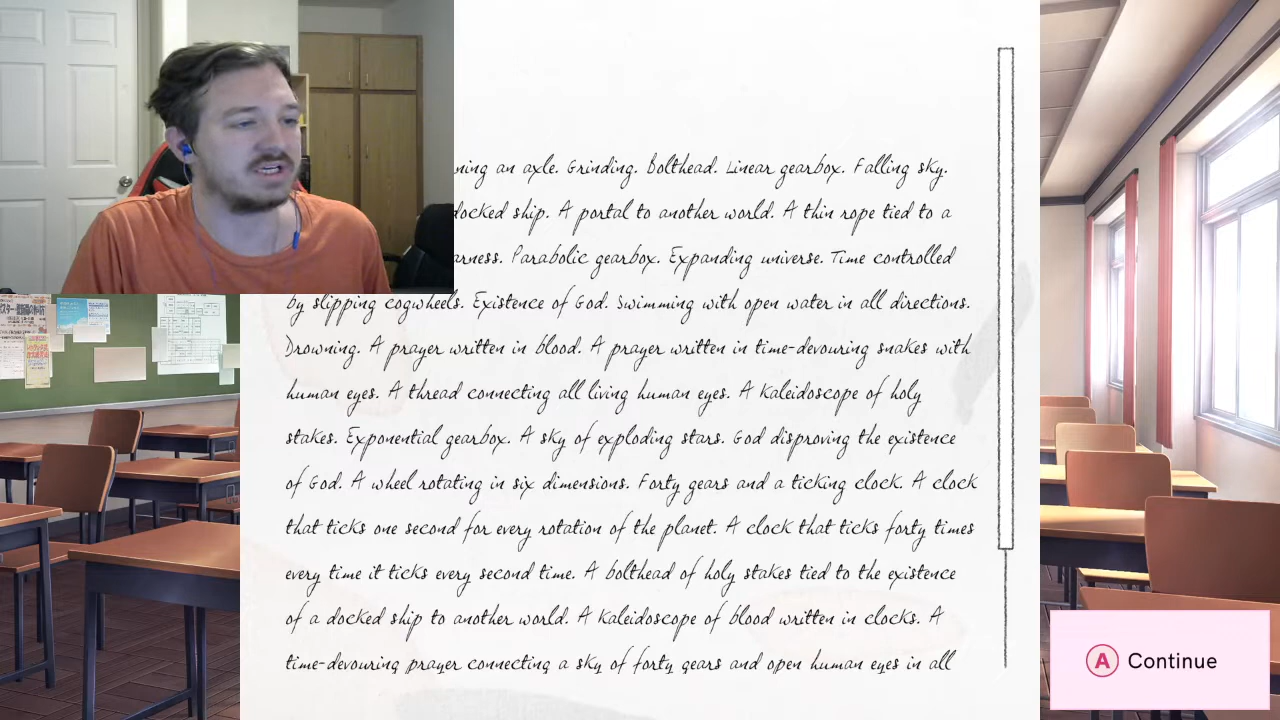 ning an axle. Grinding. Bolthead. Linear gearbox. Falling sky.
docked ship. A portal to another world. A thin rope tied to a
arness. Parabolic gearbox. Expanding universe. Time controlled
by slipping cogwheels. Existence of God. Swimming with open water in all directions.
Drowning. A prayer written in blood. A prayer written in time-devouring snakes with
human eyes. A thread connecting all living human eyes. A kaleidoscope of holy
stakes. Exponential gearbox. A sky of exploding stars. God disproving the existence
of God. A wheel rotating in six dimensions. Forty gears and a ticking clock. A clock
that ticks one second for every rotation of the planet. A clock that ticks forty times
every time it ticks every second time. A bolthead of holy stakes tied to the existence
of a docked ship to another world. A kaleidoscope of blood written in clocks. A
time-devouring prayer connecting a sky of forty gears and open human eyes in all
A Continue